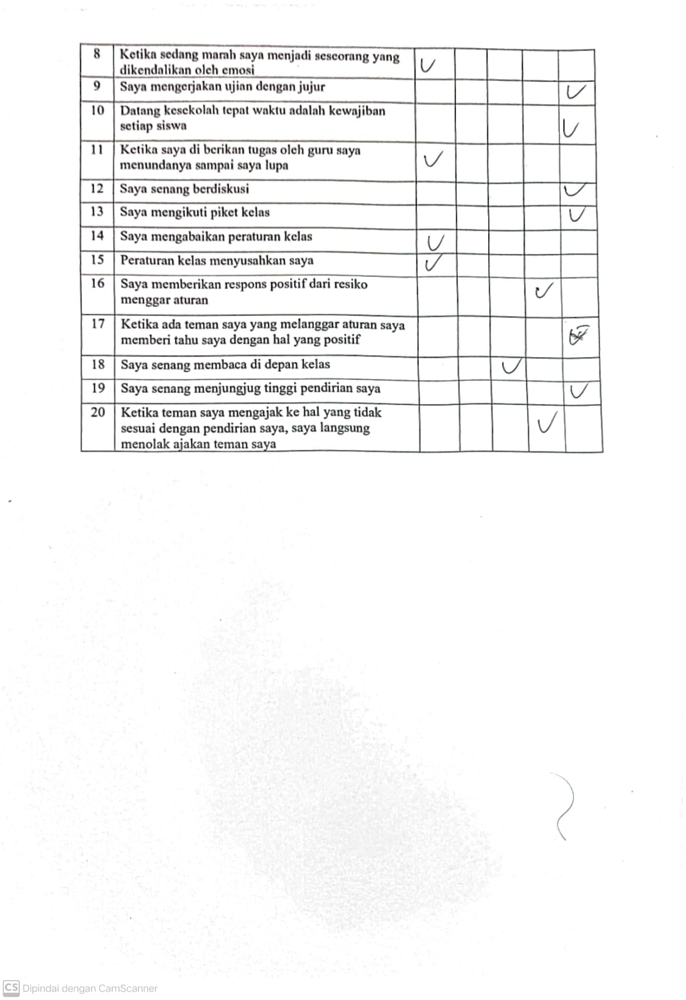 8 Ketika sedang marah saya menjadi seseorang yang
dikendalikan oleh emosi
9 Saya mengerjakan ujian dengan jujur
10 Datang kesekolah tepat waktu adalah kewajiban
setiap siswa
11 Ketika saya di berikan tugas oleh guru saya
menundanya sampai saya lupa
12 Saya senang berdiskusi
13 Saya mengikuti piket kelas
14 Saya mengabaikan peraturan kelas
15 Peraturan kelas menyusahkan saya
16 Saya memberikan respons positif dari resiko
menggar aturan
17 Ketika ada teman saya yang melanggar aturan saya
memberi tahu saya dengan hal yang positif
18 Saya senang membaca di depan kelas
19 Saya senang menjungjug tinggi pendirian saya
20 Ketika teman saya mengajak ke hal yang tidak
sesuai dengan pendirian saya, saya langsung
menolak ajakan teman saya
CS Dipindai dengan CamScanner